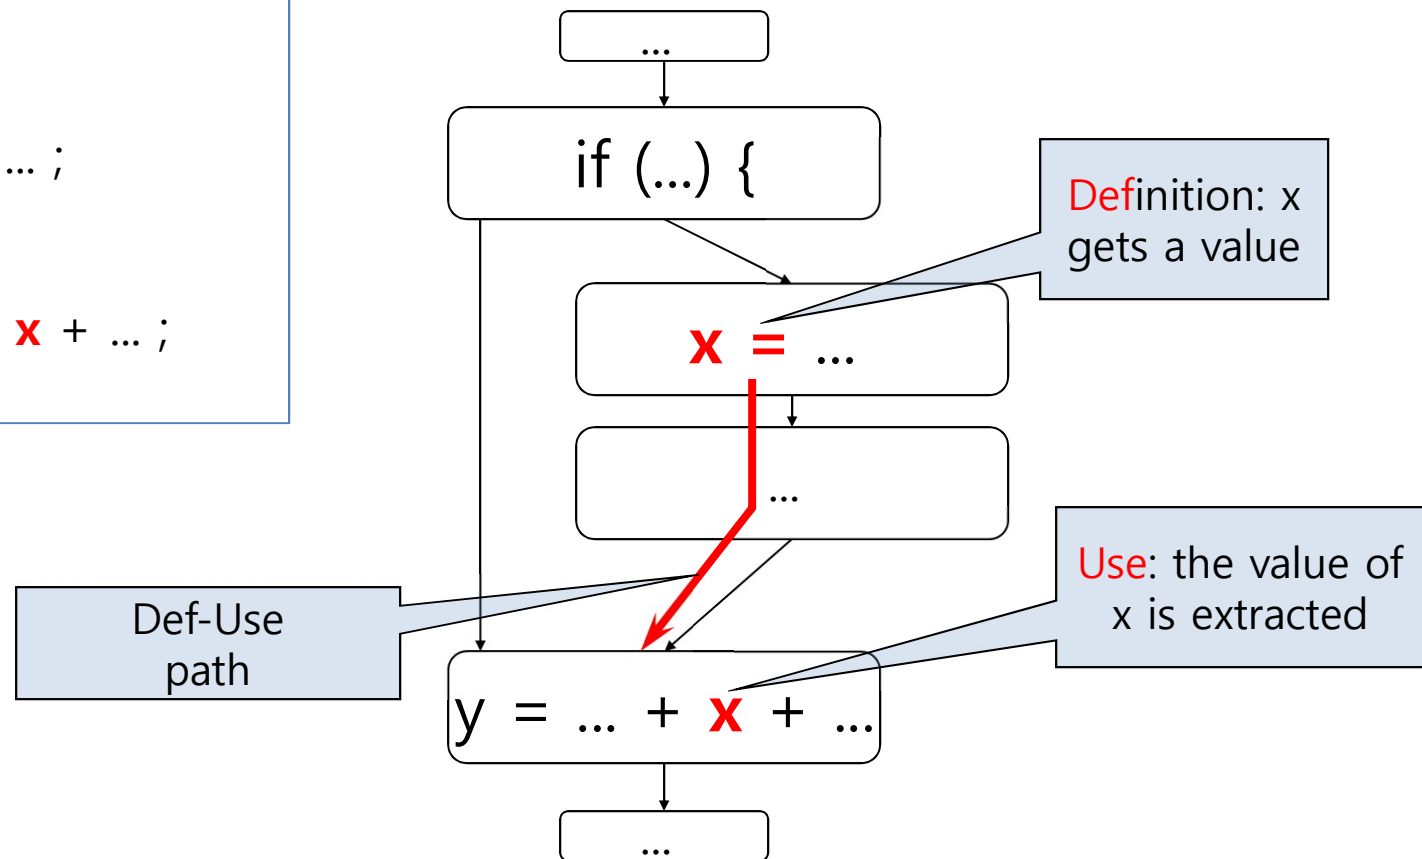 ... ;
x + ... ;
...
if (...) {
Definition: x
gets a value
x = ...
...
Use: the value of
x is extracted
Def-Use
path
y = ... + x + ...
...